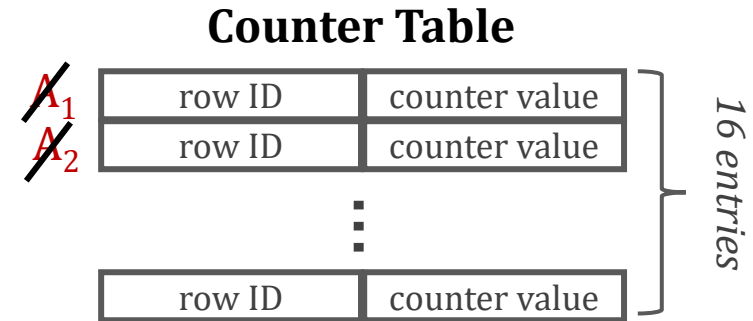 Counter Table
A1 row ID counter value
A2 row ID counter value
row ID counter value
16 entries